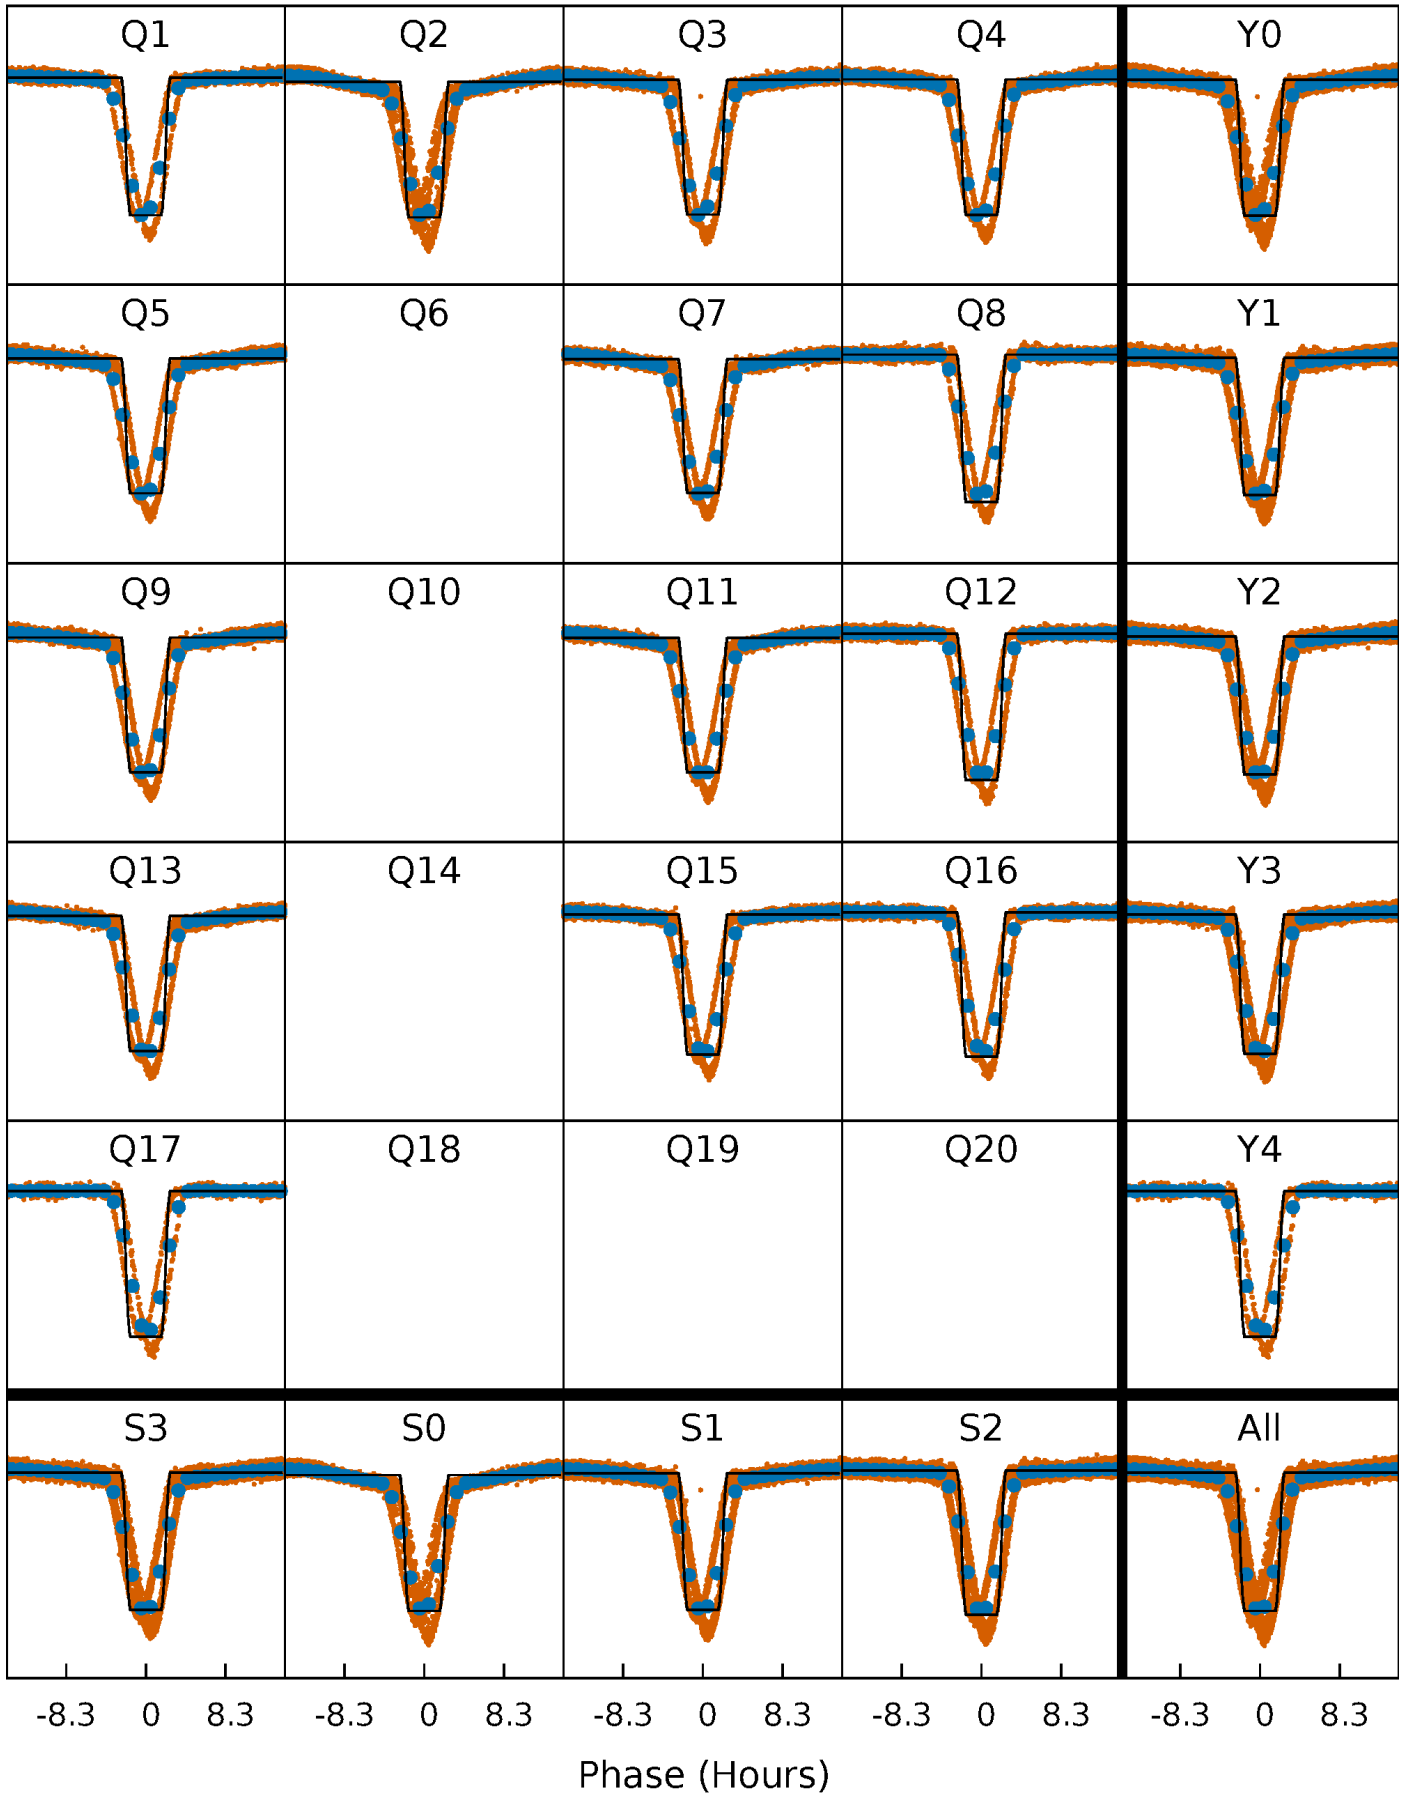 Q1 Q2 Q3 Q4 Y0
Q5 Q6 Q7 Q8 Y1
Q9 Q10 Q11 Q12 Y2
Q13 Q14 Q15 Q16 Y3
Q17 Q18 Q19 Q20 Y4
S3 S0 S1 S2 All
-8.3 0 8.3 -8.3 0 8.3 -8.3 0 8.3 -8.3 0 8.3 -8.3 0 8.3
Phase (Hours)